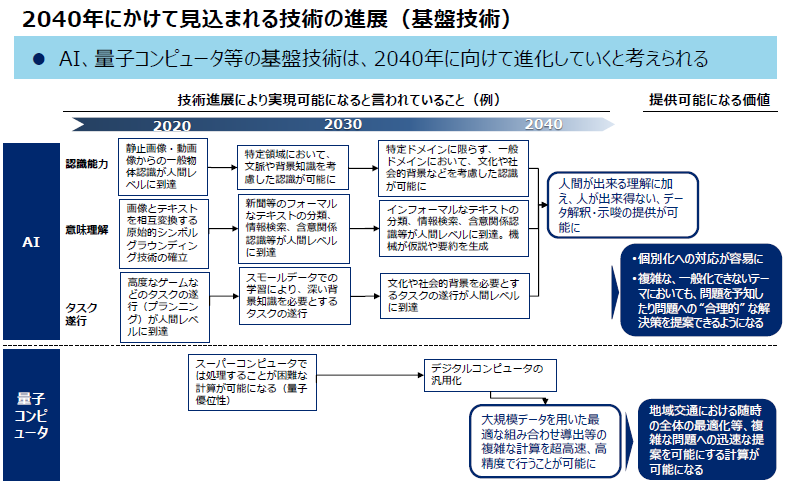 2040年にかけて見込まれる技術の進展（基盤技術）
● AI、量子コンピュータ等の基盤技術は、2040年に向けて進化していくと考えられる
技術進展により実現可能になると言われていること（例）
提供可能になる価値
2020
2030
2040
AI
認識能力
静止画像・動画
像からの一般物
体認識が人間レ
ベルに到達
特定領域において、
文脈や背景知識を考
慮した認識が可能に
特定ドメインに限らず、一般
ドメインにおいて、文化や社
会的背景などを考慮した認識
が可能に
意味理解
画像とテキスト
を相互変換する
原始的シンボル
グラウンディン
グ技術の確立
新聞等のフォーマル
なテキストの分類、
情報検索、含意関係
認識等が人間レベル
に到達
インフォーマルなテキストの
分類、情報検索、含意関係認
識等が人間レベルに到達。機
械が仮説や要約を生成
タスク
遂行
高度なゲームな
どのタスクの遂
行（プランニン
グ）が人間レベ
ルに到達
スモールデータでの
学習により、深い背
景知識を必要とする
タスクの遂行
文化や社会的背景を必要とす
るタスクの遂行が人間レベル
に到達
人間が出来る理解に加
え、人が出来得ない、デー
タ解釈・示唆の提供が可
能に
・個別化への対応が容易に
・複雑な、一般化できないテー
マにおいても、問題を予知し
たり問題への“合理的”な解
決策を提案できるようになる
量子
コンピ
ュータ
スーパーコンピュータで
は処理することが困難な
計算が可能になる（量子
優位性）
デジタルコンピュータの
汎用化
大規模データを用いた最
適な組み合わせ導出等の
複雑な計算を超高速、高
精度で行うことが可能に
地域交通における随時
の全体の最適化等、複
雑な問題への迅速な提
案を可能にする計算が
可能になる